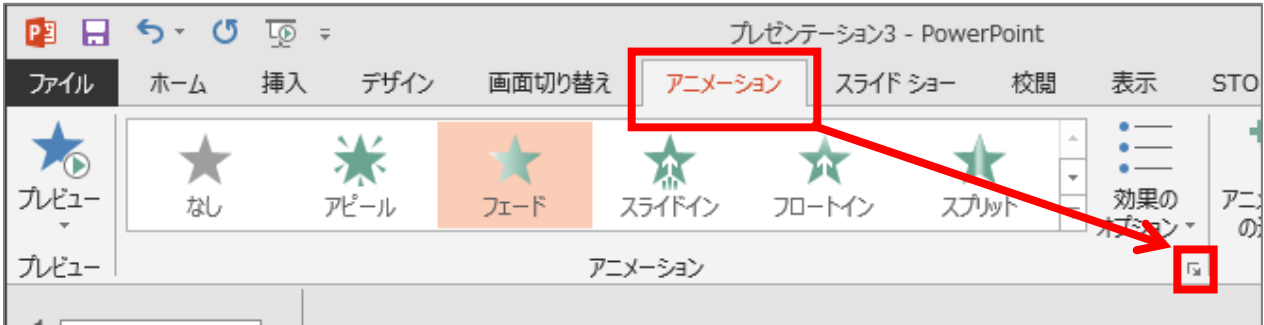 プレゼンテーション3 - PowerPoint
ファイル ホーム 挿入 デザイン 画面切り替え アニメーション スライド ショー 校閲 表示 STO
プレビュー なし アピール フェード スライドイン フロートイン スプリット 効果の
オプション
プレビュー アニメーション